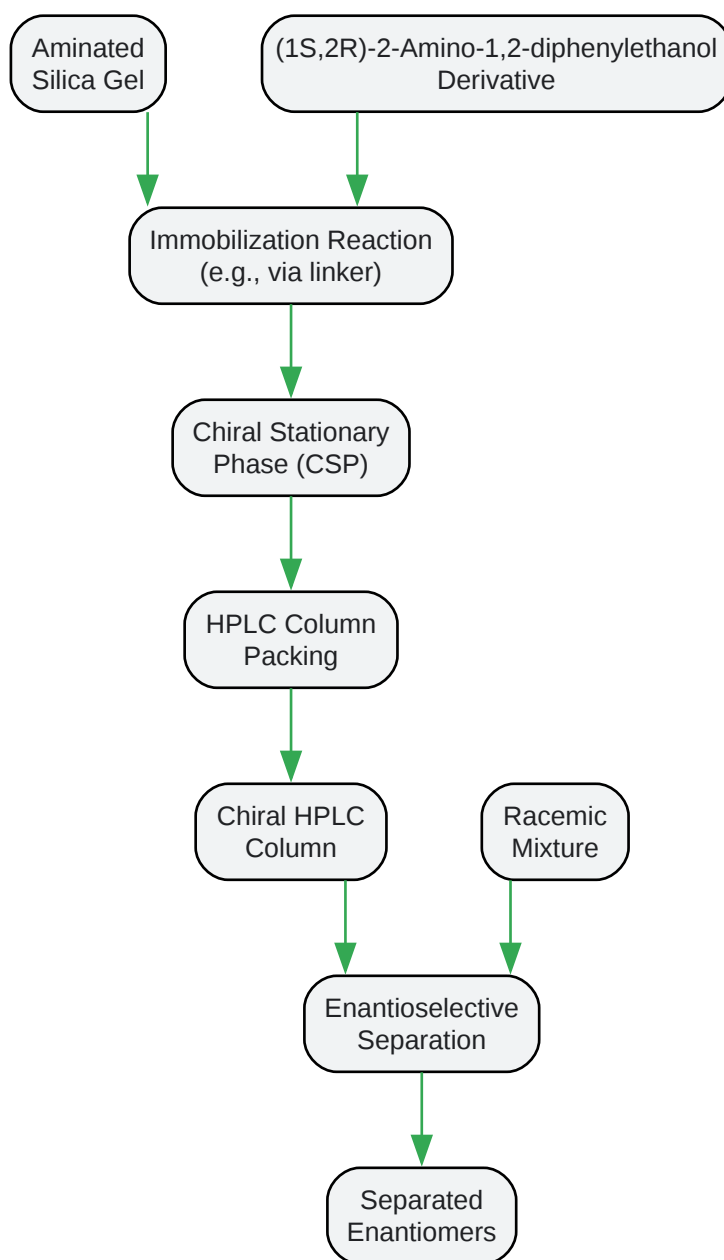 Aminated
Silica Gel
(1S,2R)-2-Amino-1,2-diphenylethanol
Derivative
Immobilization Reaction
(e.g., via linker)
Chiral Stationary
Phase (CSP)
HPLC Column
Packing
Chiral HPLC
Column
Racemic
Mixture
Enantioselective
Separation
Separated
Enantiomers